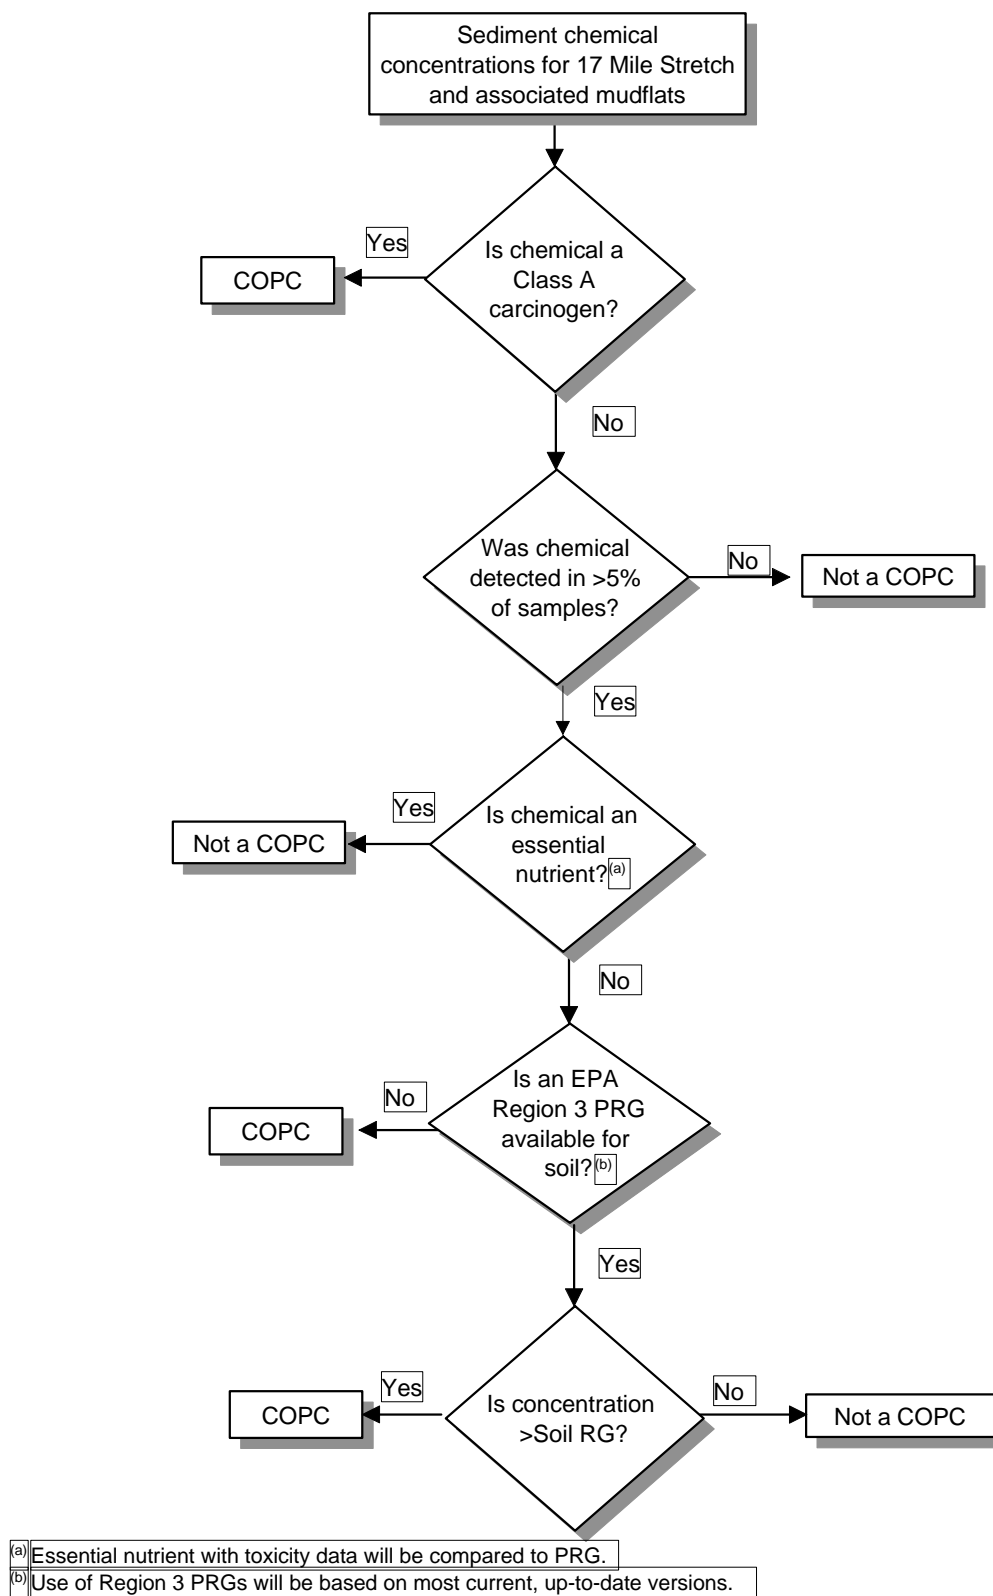 Sediment chemical
concentrations for 17 Mile Stretch
and associated mudflats
Is chemical a
Class A
carcinogen?
Yes
COPC
No
Was chemical
detected in >5%
of samples?
No
Not a COPC
Yes
Is chemical an
essential
nutrient?(a)
Yes
Not a COPC
No
Is an EPA
Region 3 PRG
available for
soil?(b)
No
COPC
Yes
Is concentration
>Soil RG?
Yes
COPC
No
Not a COPC
(a) Essential nutrient with toxicity data will be compared to PRG.
(b) Use of Region 3 PRGs will be based on most current, up-to-date versions.